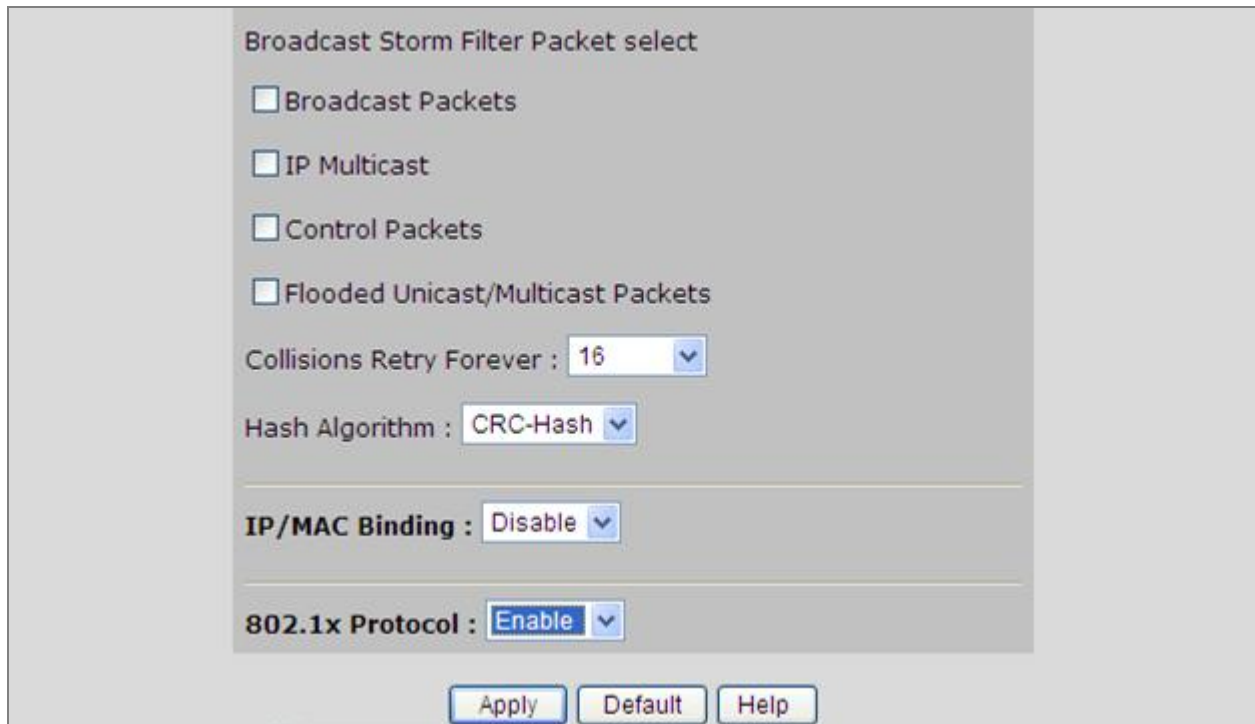 Broadcast Storm Filter Packet select
Broadcast Packets
IP Multicast
Control Packets
Flooded Unicast/Multicast Packets
Collisions Retry Forever : 16
Hash Algorithm : CRC-Hash
IP/MAC Binding : Disable
802.1x Protocol : Enable
Apply Default Help